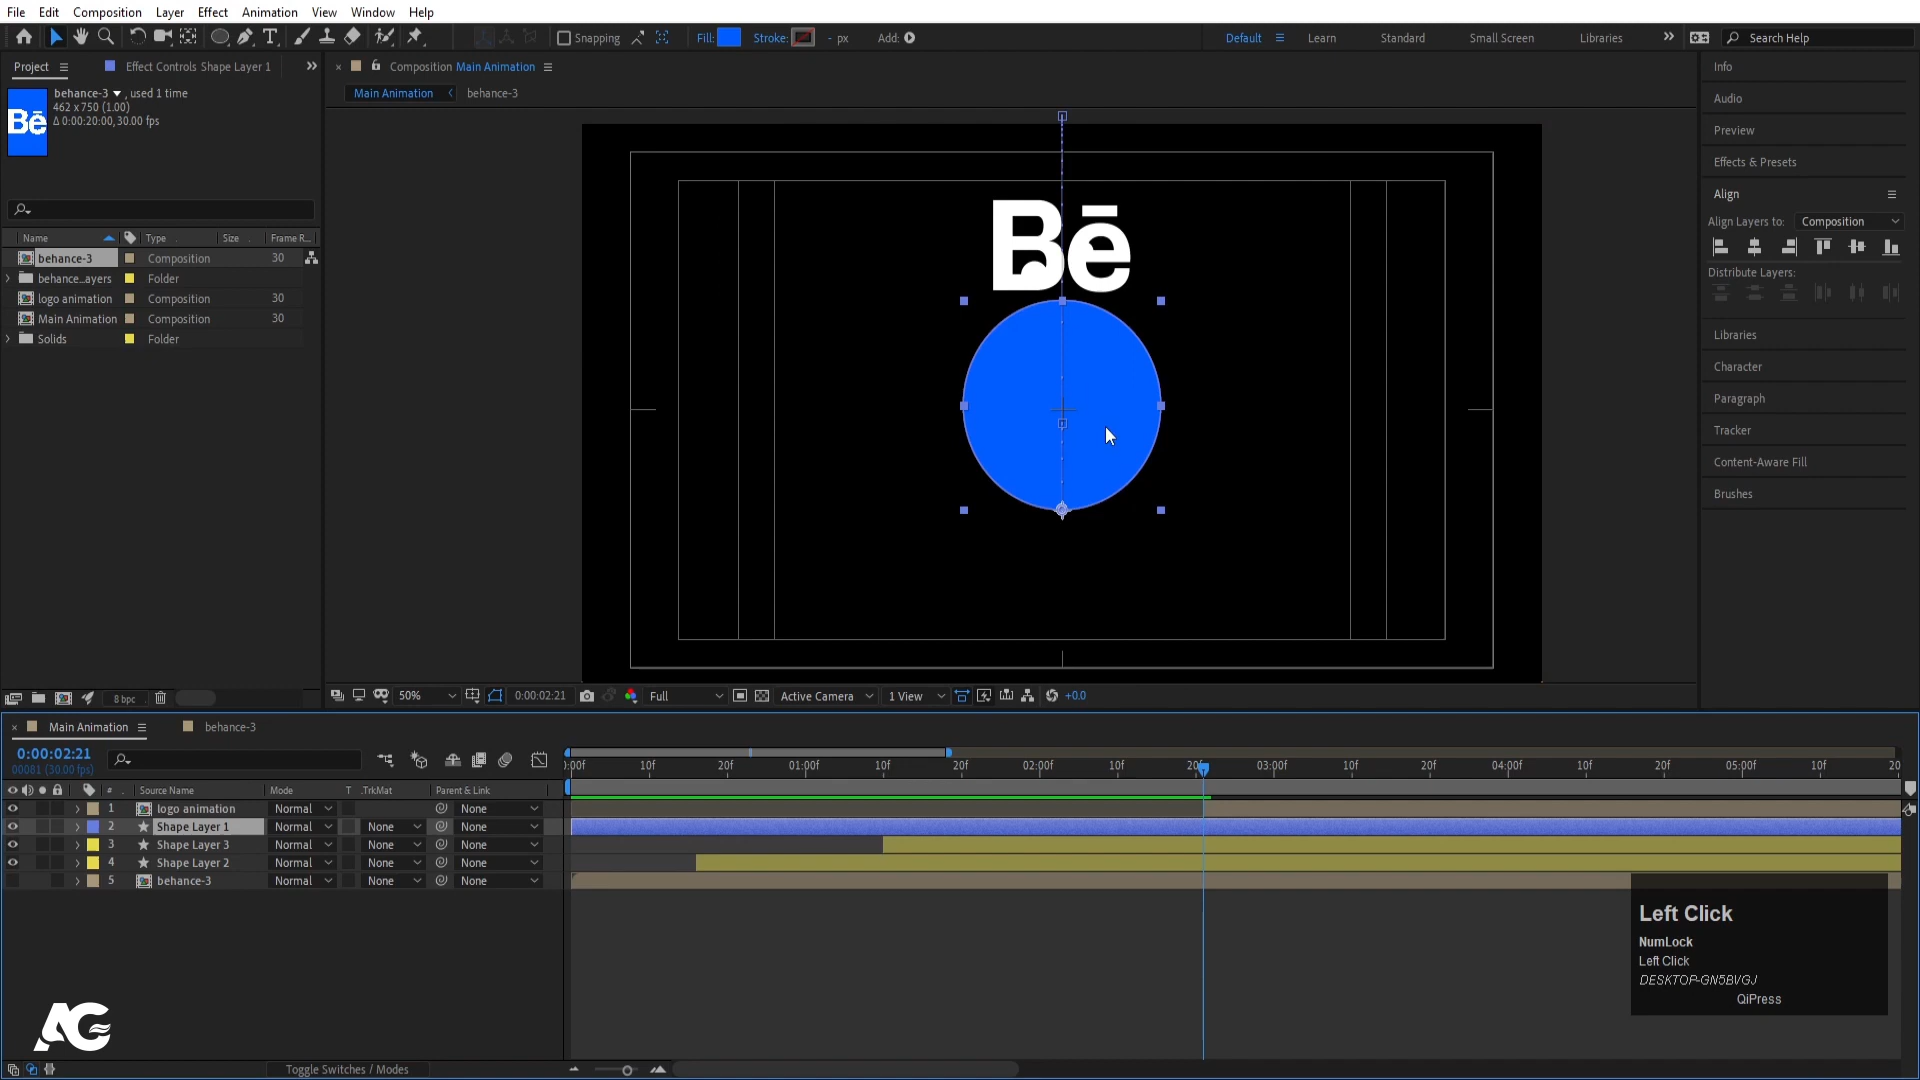 File Edit Composition Layer Effect Animation View Window Help
Snapping Fill: Stroke: - px Add: Default Learn Standard Small Screen Libraries Search Help
Project Effect Controls Shape Layer 1
Composition Main Animation
Main Animation behance-3
behance-3 , used 1 time
462 x 750 (1.00)
Δ 0:00:20:00, 30.00 fps
Bē
Name Type Size Frame R...
behance-3 Composition 30
behance...ayers Folder
logo animation Composition 30
Main Animation Composition 30
Solids Folder
8 bpc
Bē
50% 0:00:02:21 Full Active Camera 1 View +0.0
Info
Audio
Preview
Effects & Presets
Align
Align Layers to: Composition
Distribute Layers:
Libraries
Character
Paragraph
Tracker
Content-Aware Fill
Brushes
Main Animation behance-3
0:00:02:21
00081 (30.00 fps)
:00f 10f 20f 01:00f 10f 20f 02:00f 10f 20f 03:00f 10f 20f 04:00f 10f 20f 05:00f 10f 20
# Source Name Mode T .TrkMat Parent & Link
1 logo animation Normal None
2 Shape Layer 1 Normal None None
3 Shape Layer 3 Normal None None
4 Shape Layer 2 Normal None None
5 behance-3 Normal None None
Left Click
NumLock
Left Click
DESKTOP-GN5BVGJ
QiPress
AG
Toggle Switches / Modes